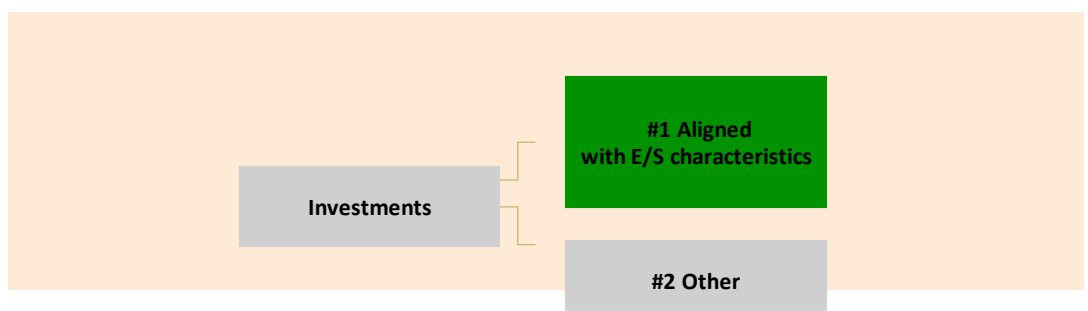 #1 Aligned
with E/S characteristics
Investments
#2 Other